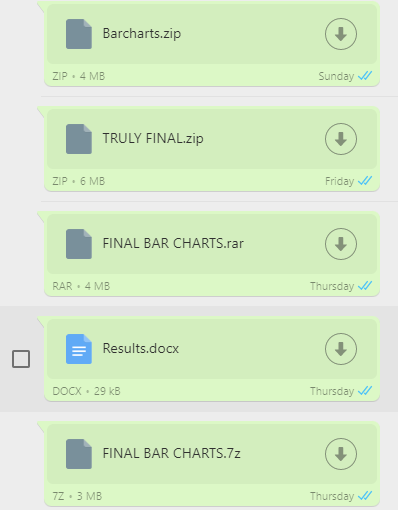 Barcharts.zip
ZIP • 4 MB Sunday
TRULY FINAL.zip
ZIP • 6 MB Friday
FINAL BAR CHARTS.rar
RAR • 4 MB Thursday
Results.docx
DOCX • 29 kB Thursday
FINAL BAR CHARTS.7z
7Z • 3 MB Thursday